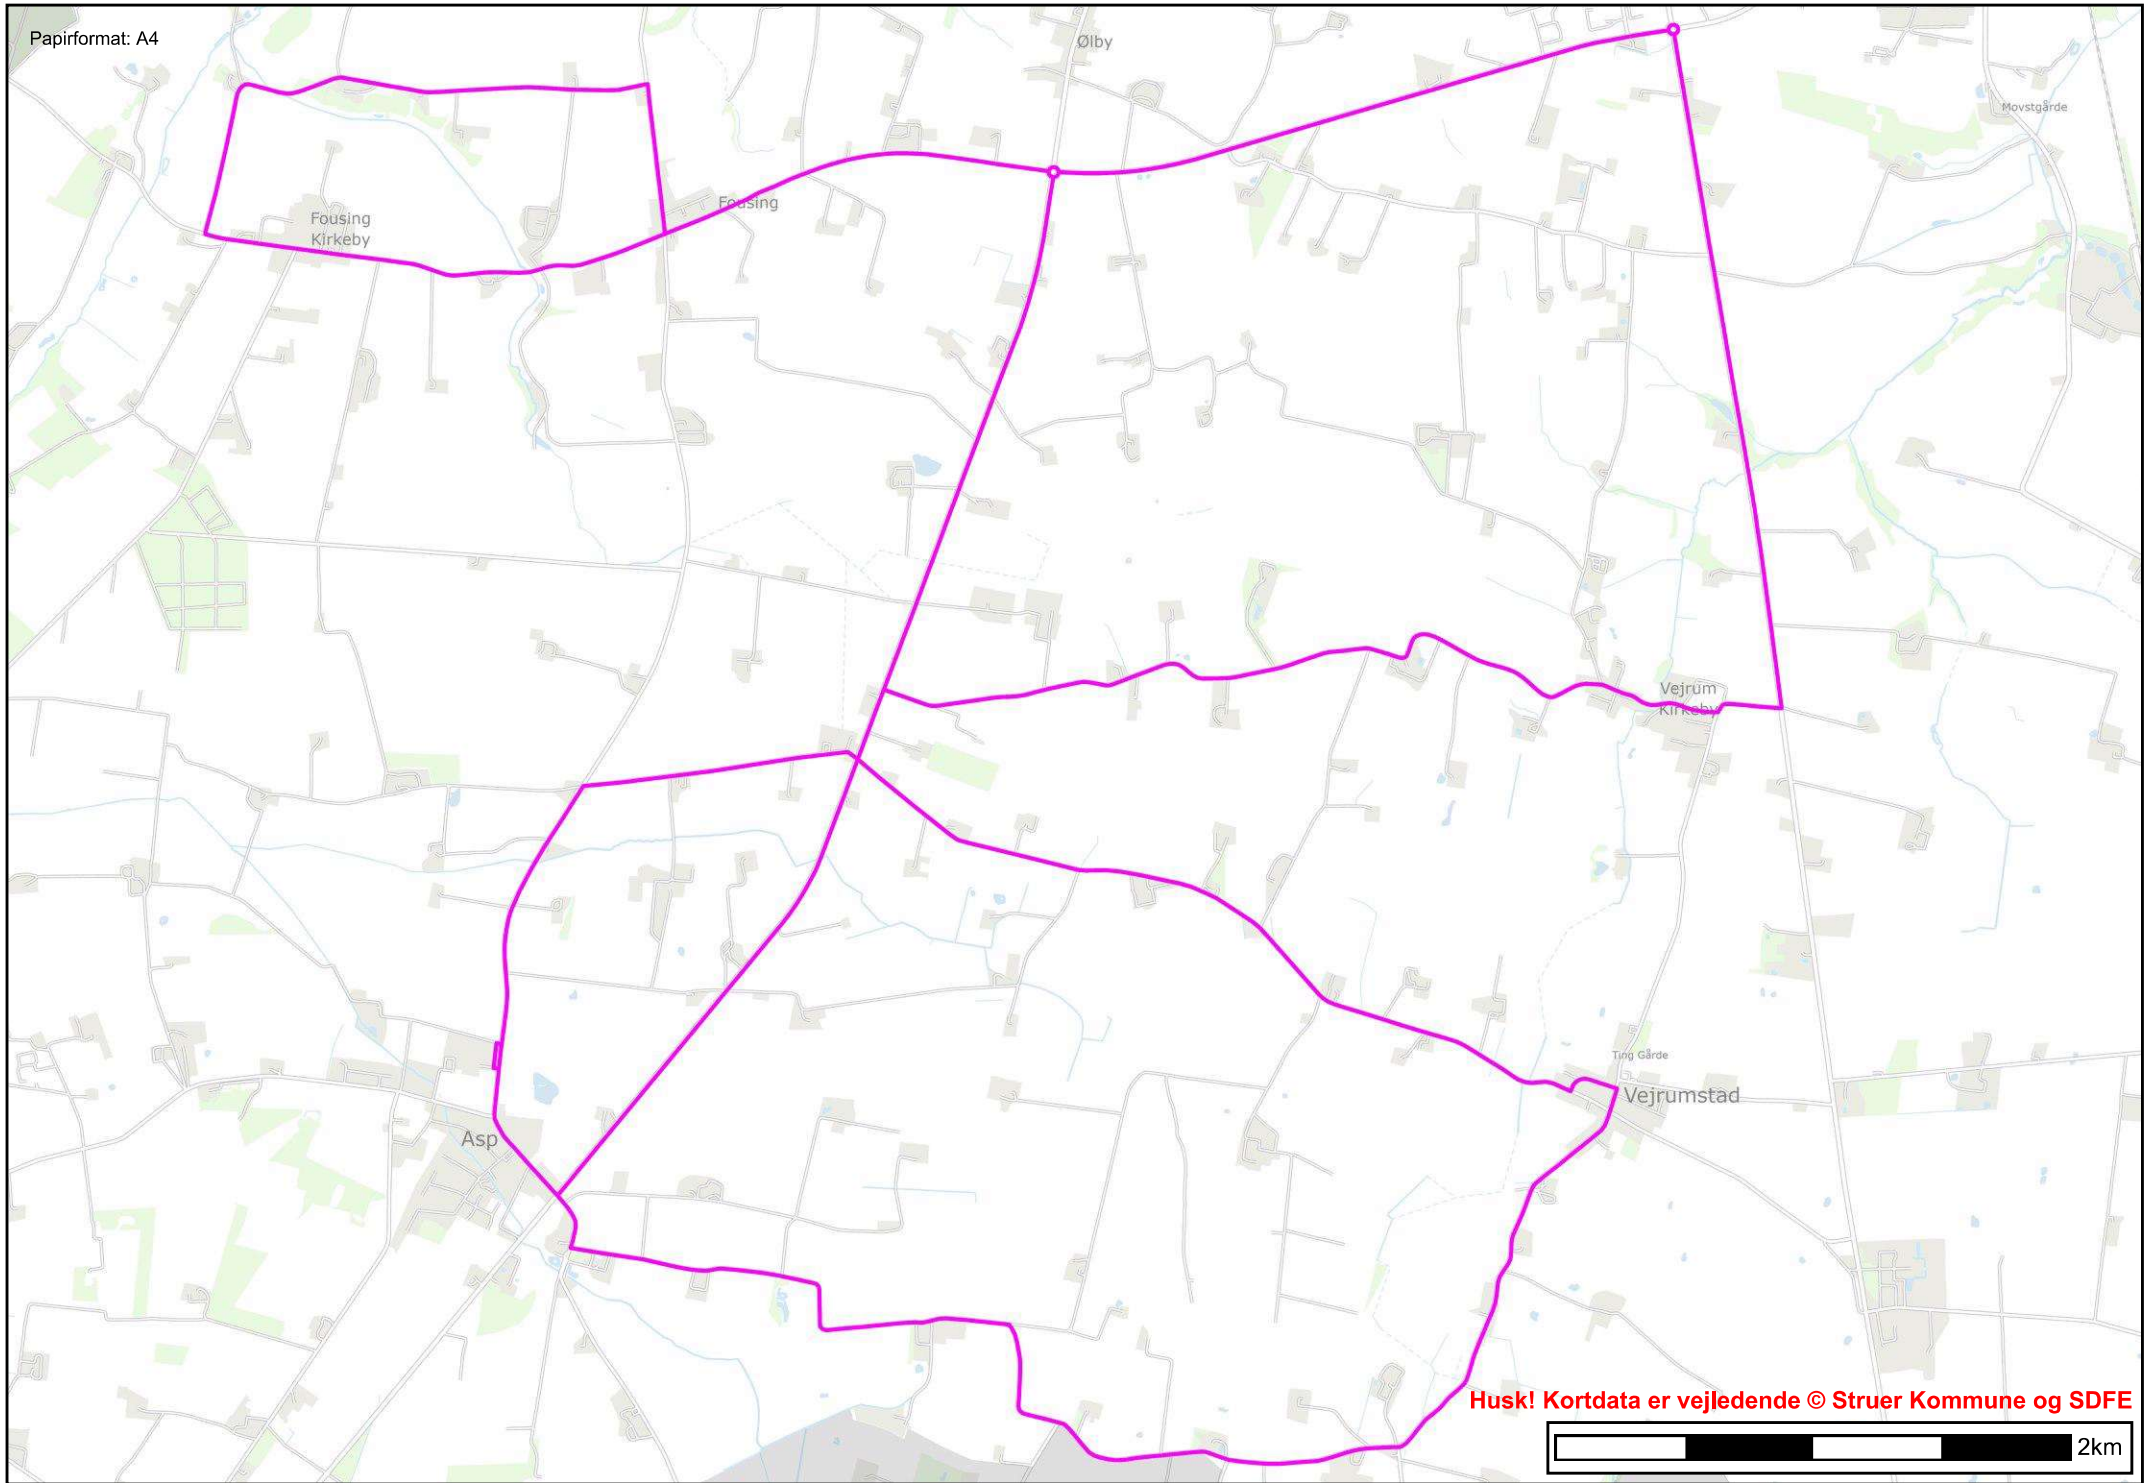 Papirformat: A4
Ølby
Movstgårde
Fousing
Fousing
Kirkeby
Vejrum
Kirkeby
Ting Gårde
Vejrumstad
Asp
Husk! Kortdata er vejledende © Struer Kommune og SDFE
2km